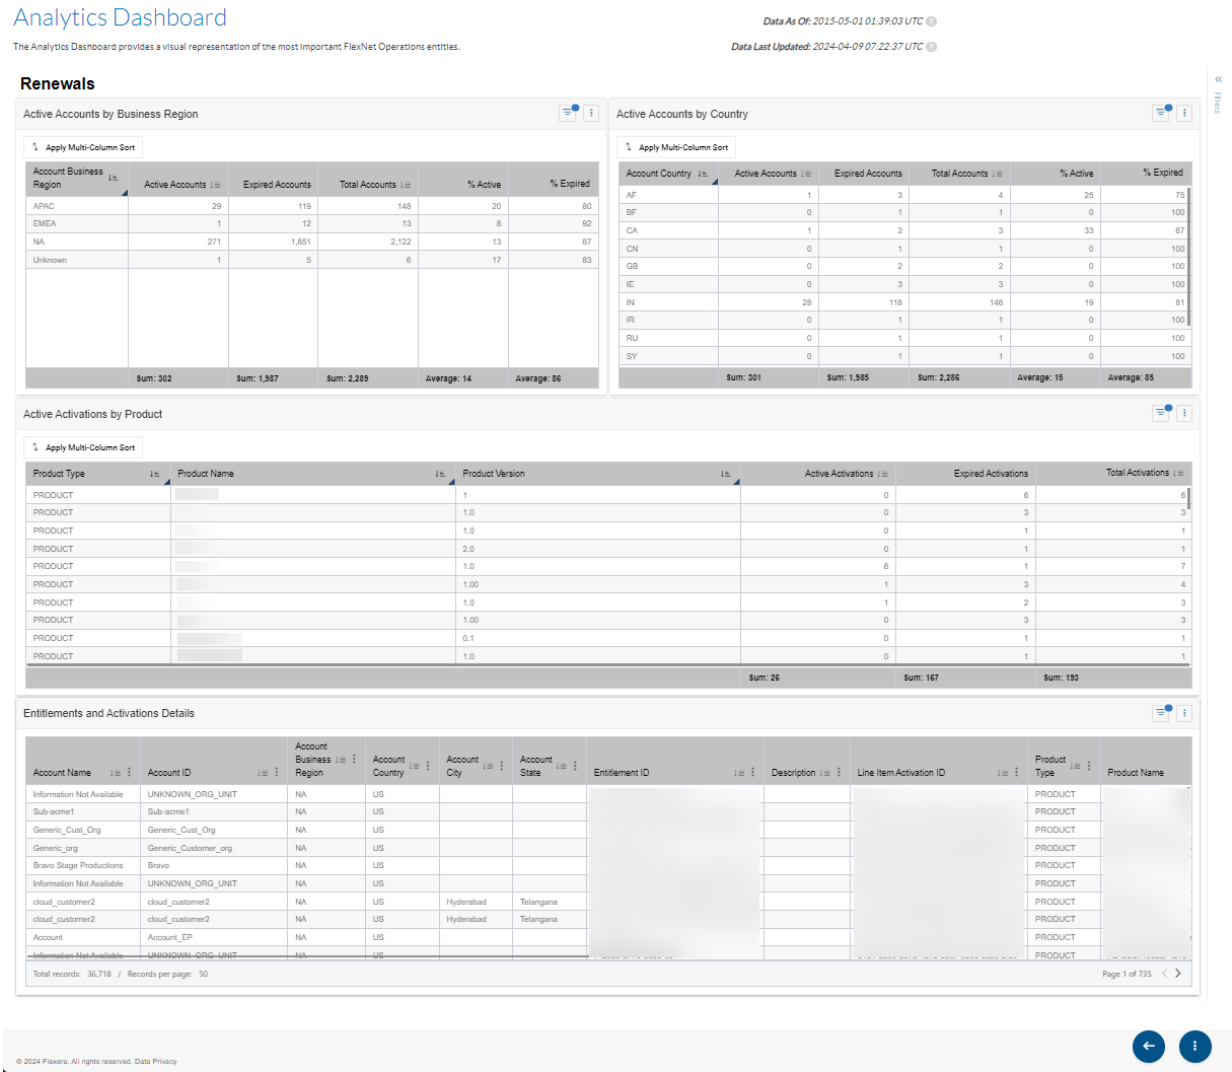 Analytics Dashboard
Data As Of: 2015-05-01 01:39:03 UTC ?
The Analytics Dashboard provides a visual representation of the most important FlexNet Operations entities.
Data Last Updated: 2024-04-09 07:22:37 UTC ?
Renewals
Filters
Active Accounts by Business Region
Apply Multi-Column Sort
Account Business Region Active Accounts Expired Accounts Total Accounts % Active % Expired
APAC 29 119 148 20 80
EMEA 1 12 13 8 92
NA 271 1,851 2,122 13 87
Unknown 1 5 6 17 83
Sum: 302 Sum: 1,987 Sum: 2,289 Average: 14 Average: 86
Active Accounts by Country
Apply Multi-Column Sort
Account Country Active Accounts Expired Accounts Total Accounts % Active % Expired
AF 1 3 4 25 75
BF 0 1 1 0 100
CA 1 2 3 33 67
CN 0 1 1 0 100
GB 0 2 2 0 100
IE 0 3 3 0 100
IN 28 118 146 19 81
IR 0 1 1 0 100
RU 0 1 1 0 100
SY 0 1 1 0 100
Sum: 301 Sum: 1,985 Sum: 2,286 Average: 15 Average: 85
Active Activations by Product
Apply Multi-Column Sort
Product Type Product Name Product Version Active Activations Expired Activations Total Activations
PRODUCT 1 0 6 6
PRODUCT 1.0 0 3 3
PRODUCT 1.0 0 1 1
PRODUCT 2.0 0 1 1
PRODUCT 1.0 6 1 7
PRODUCT 1.00 1 3 4
PRODUCT 1.0 1 2 3
PRODUCT 1.00 0 3 3
PRODUCT 0.1 0 1 1
PRODUCT 1.0 0 1 1
Sum: 26 Sum: 167 Sum: 193
Entitlements and Activations Details
Account Name Account ID Account Business Region Account Country Account City Account State Entitlement ID Description Line Item Activation ID Product Type Product Name
Information Not Available UNKNOWN_ORG_UNIT NA US PRODUCT
Sub-acme1 Sub-acme1 NA US PRODUCT
Generic_Cust_Org Generic_Cust_Org NA US PRODUCT
Generic_org Generic_Customer_org NA US PRODUCT
Bravo Stage Productions Bravo NA US PRODUCT
Information Not Available UNKNOWN_ORG_UNIT NA US PRODUCT
cloud_customer2 cloud_customer2 NA US Hyderabad Telangana PRODUCT
cloud_customer2 cloud_customer2 NA US Hyderabad Telangana PRODUCT
Account Account_EP NA US PRODUCT
Information Not Available UNKNOWN_ORG_UNIT NA US PRODUCT
Total records: 36,718 / Records per page: 50
Page 1 of 735
© 2024 Flexera. All rights reserved. Data Privacy